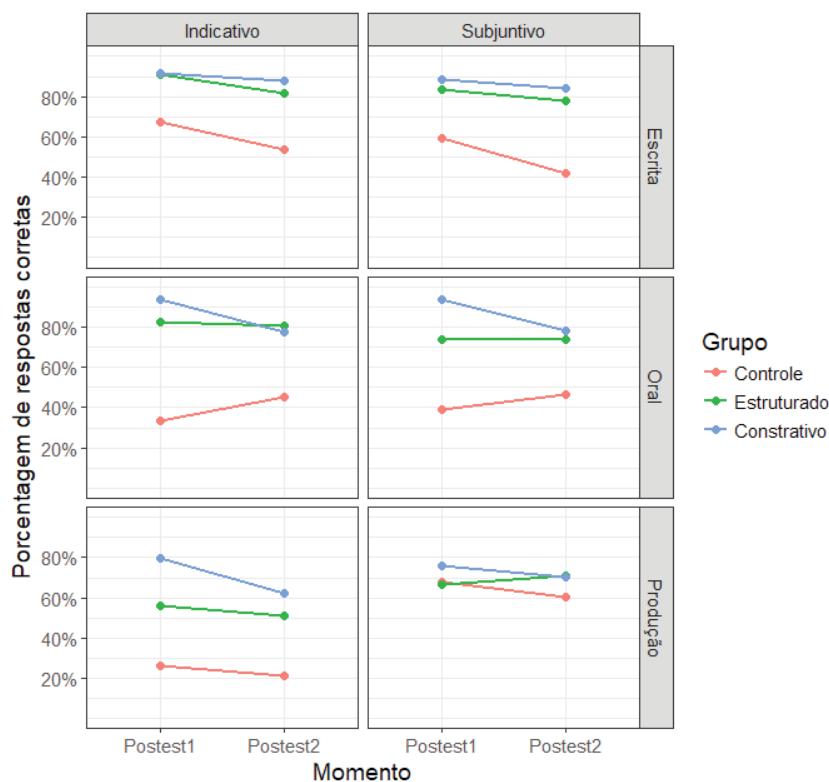 Indicativo
Subjuntivo
Porcentagem de respostas corretas
80%
60%
40%
20%
Escrita
80%
60%
40%
20%
Oral
80%
60%
40%
20%
Produção
Postest1
Postest2
Postest1
Postest2
Momento
Grupo
Controle
Estruturado
Constrativo